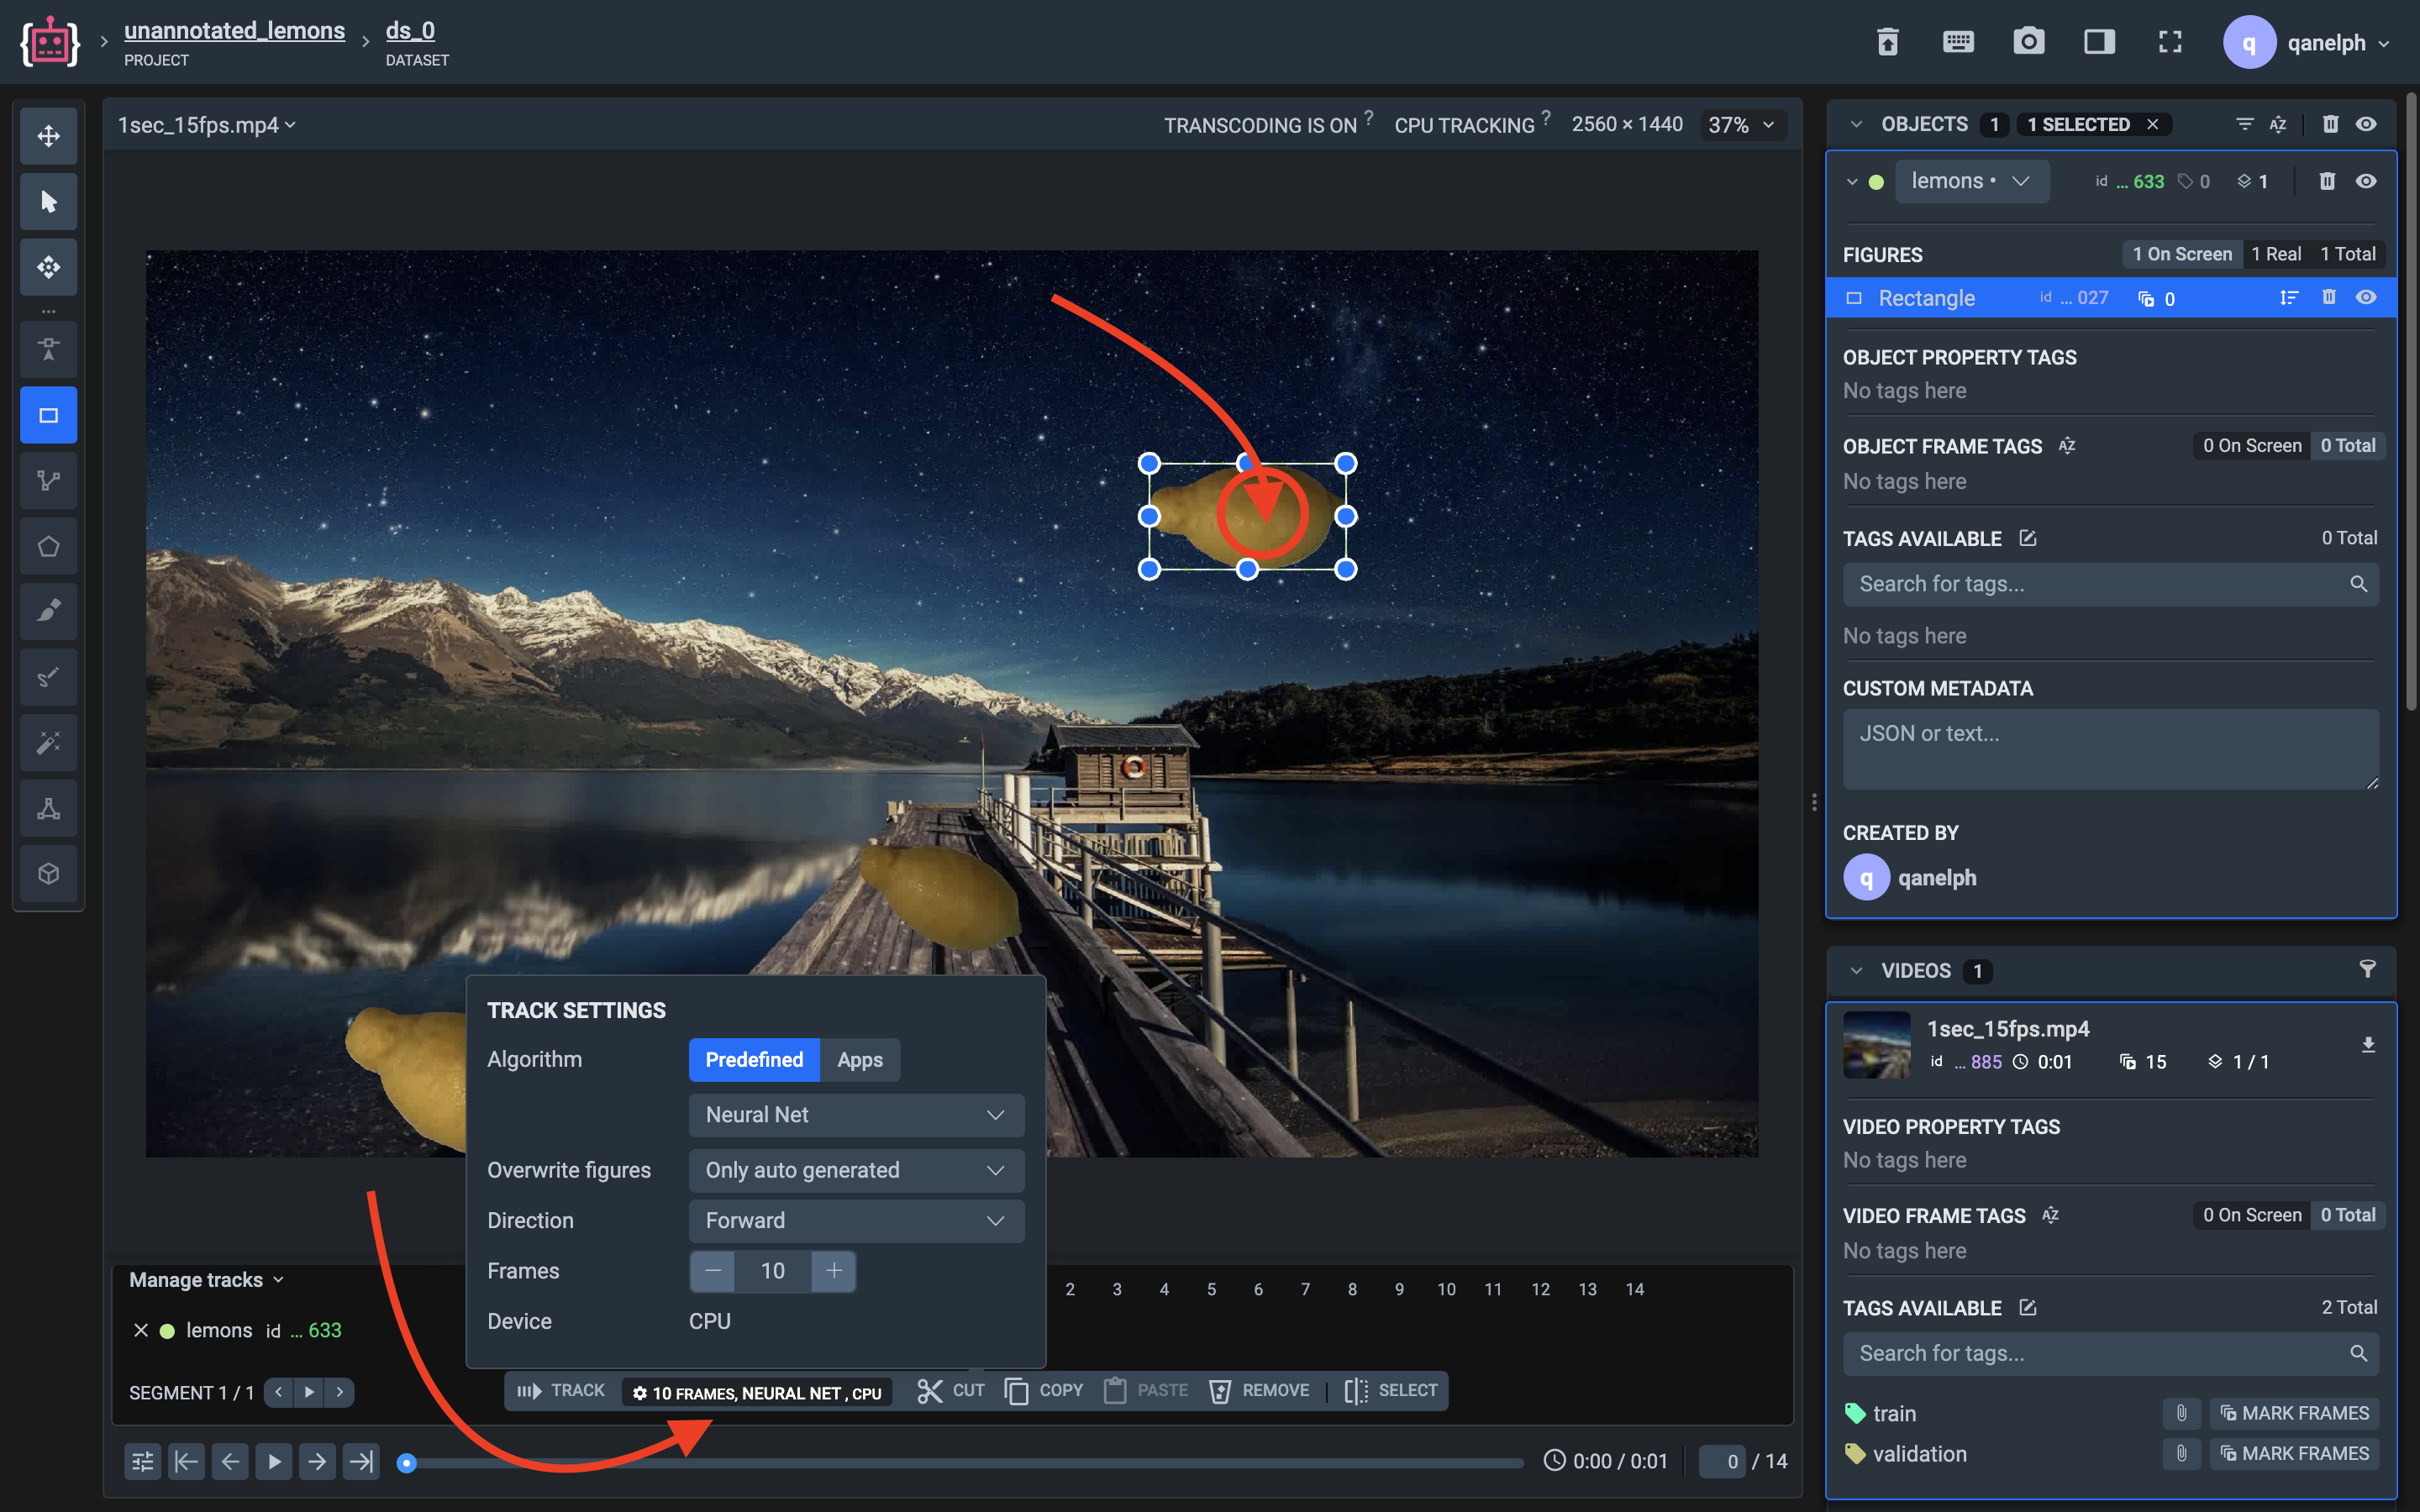 unannotated_lemons
PROJECT
ds_0
DATASET
q
qanelph
1sec_15fps.mp4
TRANSCODING IS ON ?
CPU TRACKING ?
2560 × 1440
37%
OBJECTS 1 1 SELECTED
lemons •
id ... 633 0 1
FIGURES
1 On Screen 1 Real 1 Total
Rectangle id ... 027 0
OBJECT PROPERTY TAGS
No tags here
OBJECT FRAME TAGS
0 On Screen 0 Total
No tags here
TAGS AVAILABLE
0 Total
Search for tags...
No tags here
CUSTOM METADATA
JSON or text...
CREATED BY
q qanelph
VIDEOS 1
1sec_15fps.mp4
id ... 885 0:01 15 1 / 1
VIDEO PROPERTY TAGS
No tags here
VIDEO FRAME TAGS
0 On Screen 0 Total
No tags here
TAGS AVAILABLE
2 Total
Search for tags...
train MARK FRAMES
validation MARK FRAMES
TRACK SETTINGS
Algorithm Predefined Apps
Neural Net
Overwrite figures Only auto generated
Direction Forward
Frames 10
Device CPU
Manage tracks
2 3 4 5 6 7 8 9 10 11 12 13 14
lemons id ... 633
SEGMENT 1 / 1
TRACK 10 FRAMES, NEURAL NET , CPU CUT COPY PASTE REMOVE SELECT
0:00 / 0:01 0 / 14